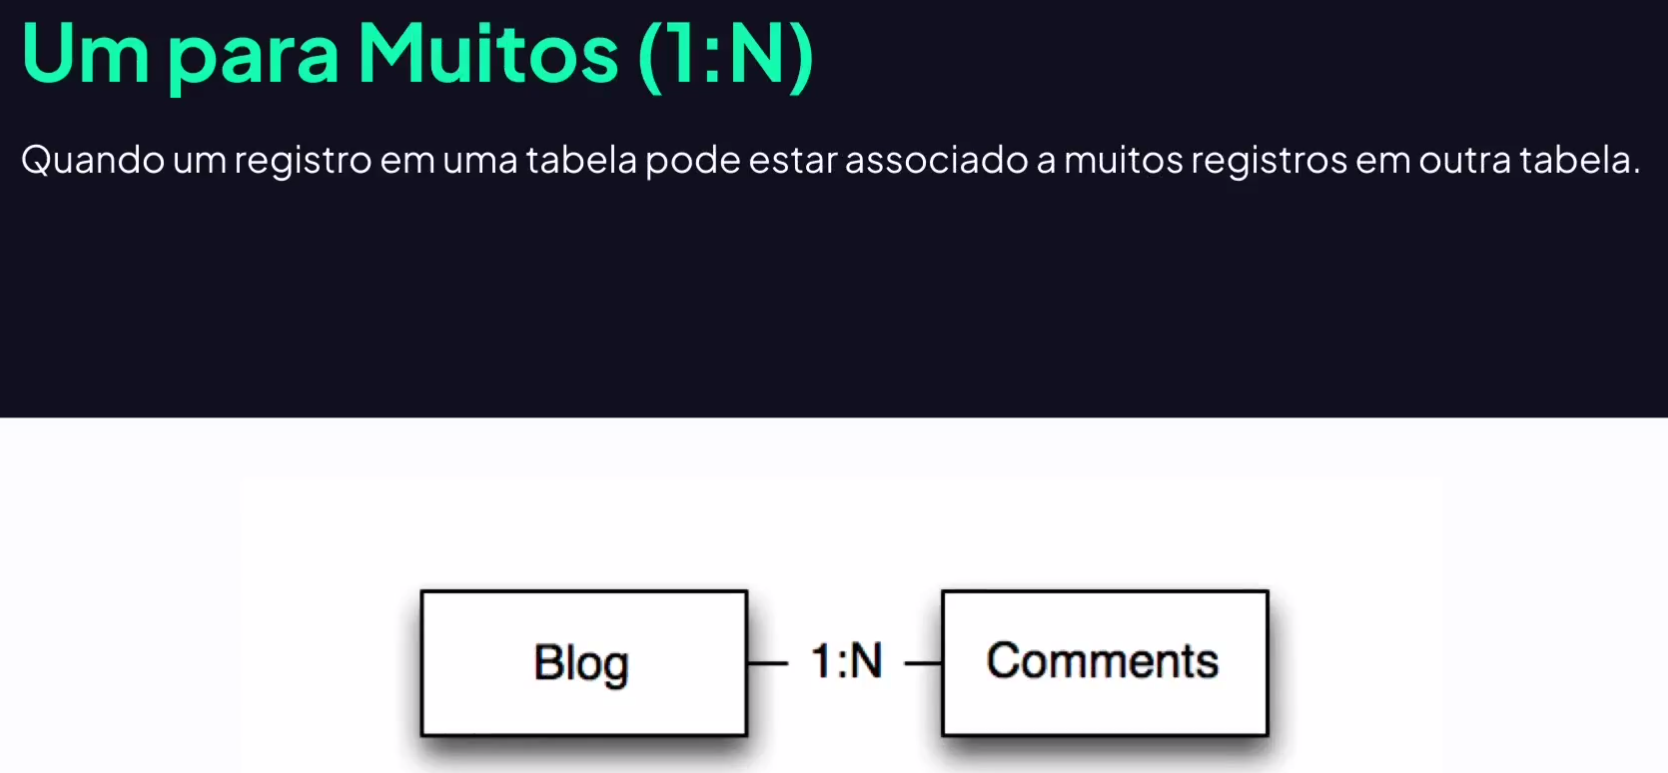 Um para Muitos (1:N)
Quando um registro em uma tabela pode estar associado a muitos registros em outra tabela.
Blog
1:N
Comments